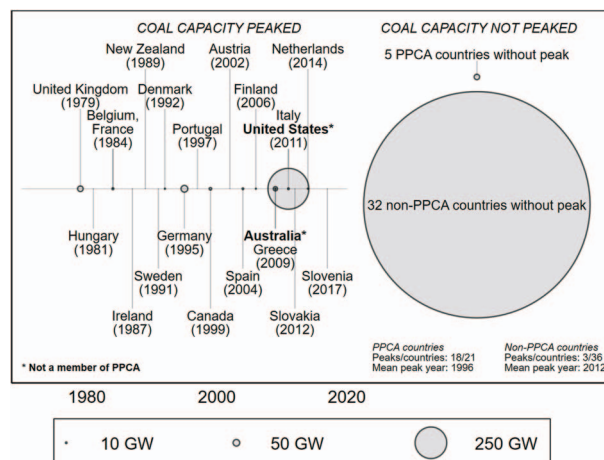 COAL CAPACITY PEAKED
COAL CAPACITY NOT PEAKED
New Zealand
(1989)
Austria
(2002)
Netherlands
(2014)
5 PPCA countries without peak
United Kingdom
(1979)
Denmark
(1992)
Finland
(2006)
Belgium,
France
(1984)
Portugal
(1997)
Italy
United States*
(2011)
32 non-PPCA countries without peak
Hungary
(1981)
Germany
(1995)
Australia*
Greece
(2009)
Sweden
(1991)
Spain
(2004)
Slovenia
(2017)
Ireland
(1987)
Canada
(1999)
Slovakia
(2012)
* Not a member of PPCA
PPCA countries
Peaks/countries: 18/21
Mean peak year: 1996
Non-PPCA countries
Peaks/countries: 3/36
Mean peak year: 2012
1980 2000 2020
10 GW 50 GW 250 GW